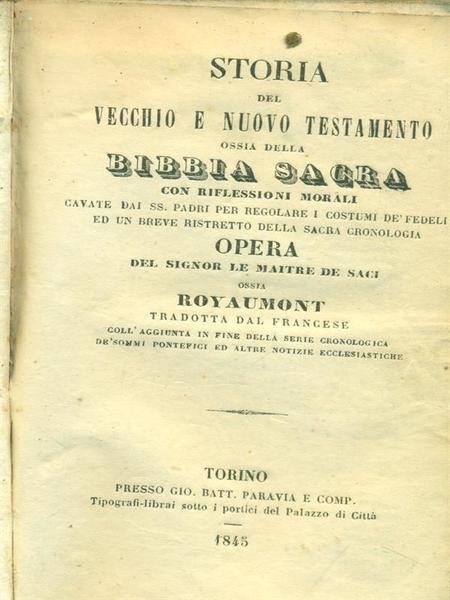 STORIA
DEL
VECCHIO E NUOVO TESTAMENTO
OSSIA DELLA
BIBBIA SACRA
CON RIFLESSIONI MORALI
CAVATE DAI SS. PADRI PER REGOLARE I COSTUMI DE' FEDELI
ED UN BREVE RISTRETTO DELLA SACRA CRONOLOGIA
OPERA
DEL SIGNOR LE MAITRE DE SACI
OSSIA
ROYAUMONT
TRADOTTA DAL FRANCESE
COLL'AGGIUNTA IN FINE DELLA SERIE CRONOLOGICA
DE'SOMMI PONTEFICI ED ALTRE NOTIZIE ECCLESIASTICHE
TORINO
PRESSO GIO. BATT. PARAVIA E COMP.
Tipografi-librai sotto i portici del Palazzo di Città
1845